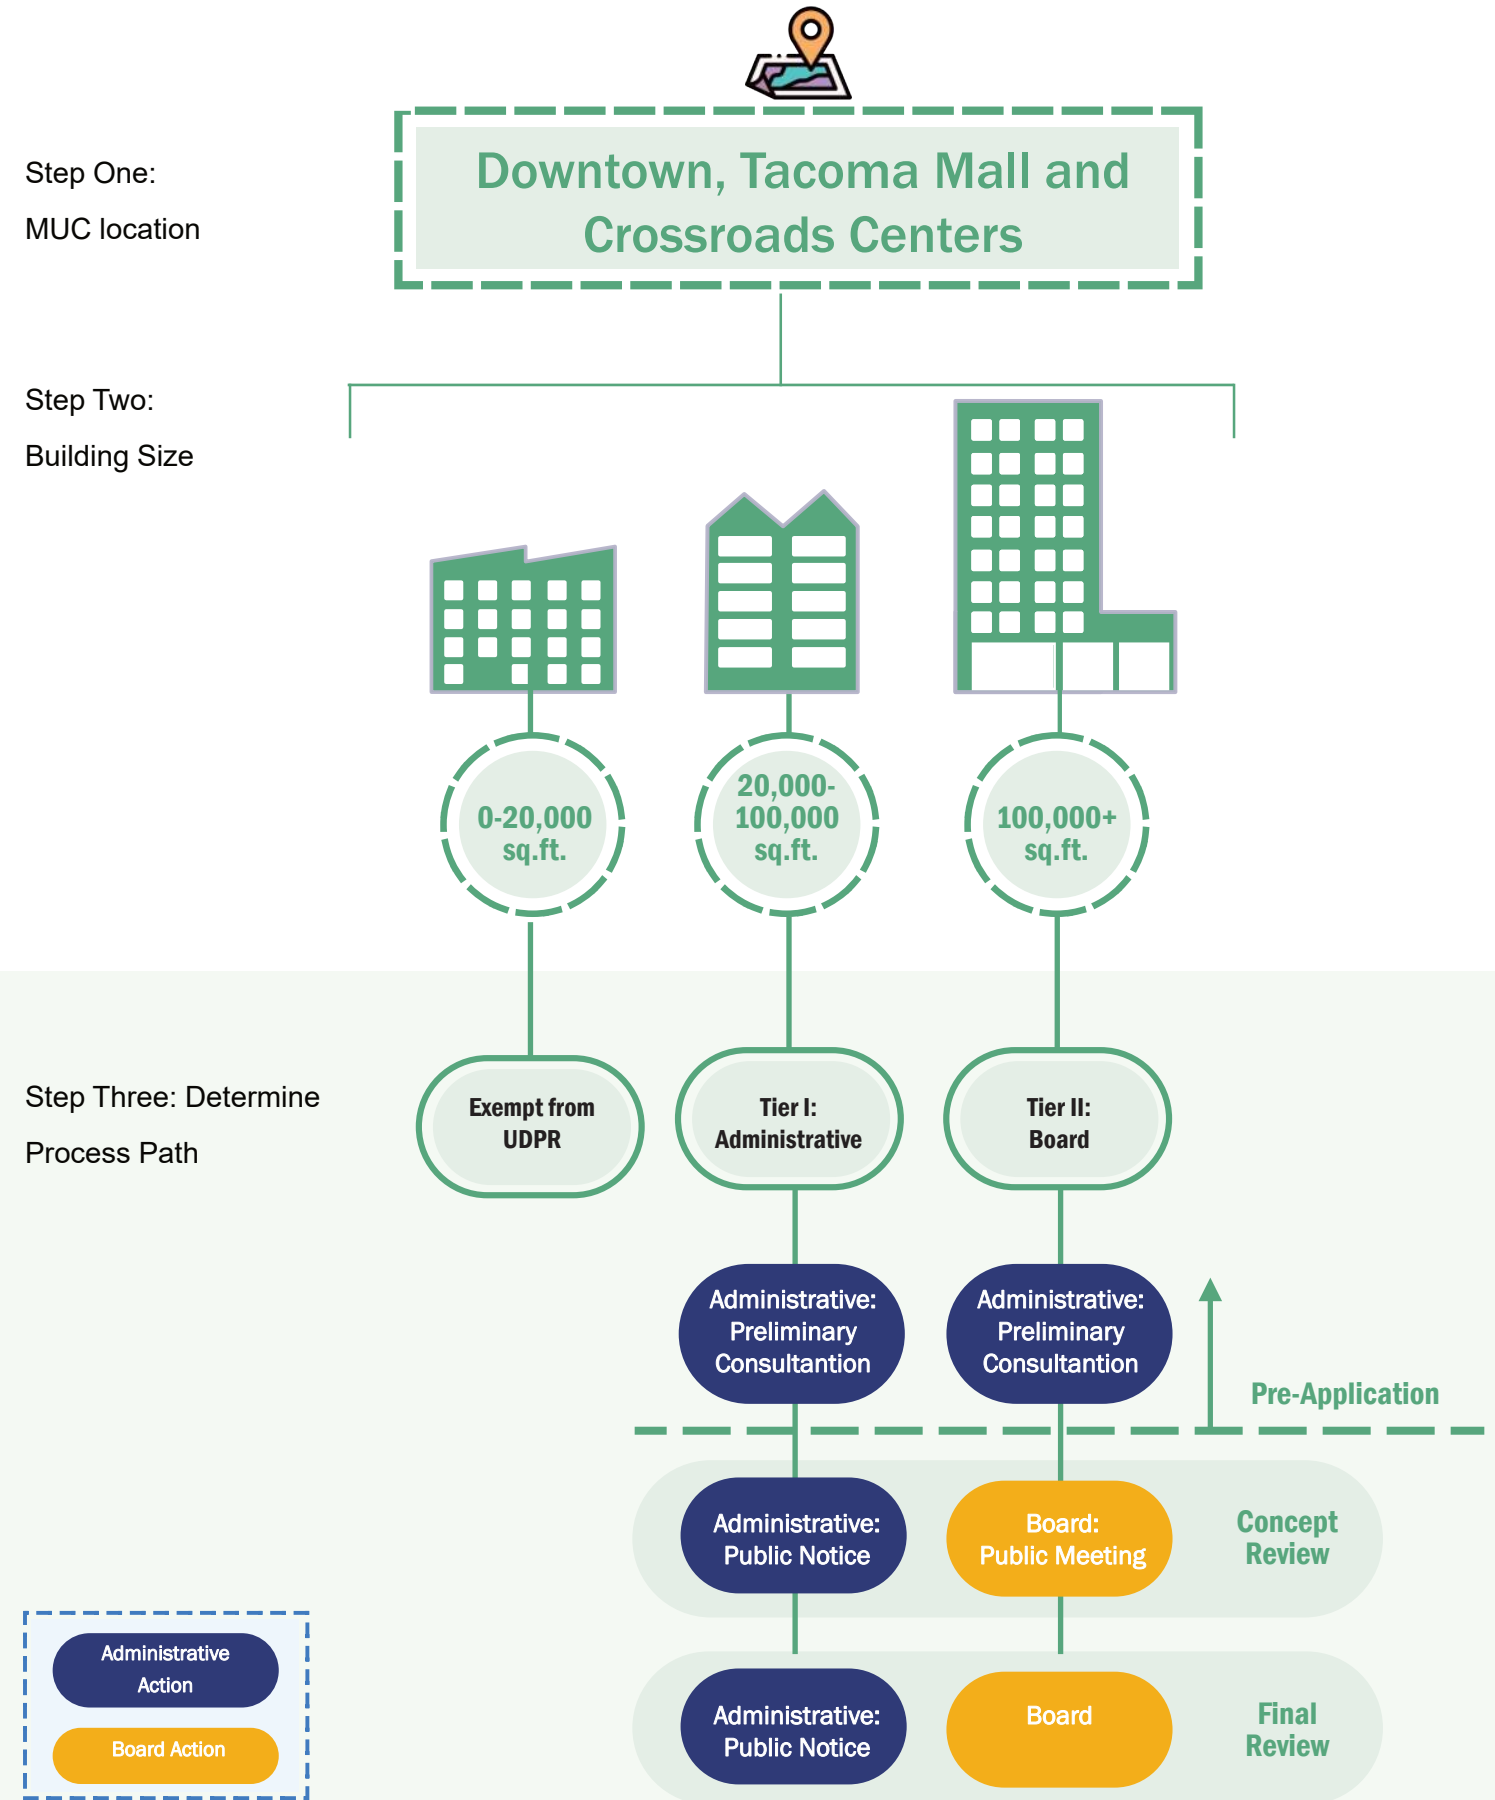 Downtown, Tacoma Mall and
Crossroads Centers
Step One:
MUC location
Step Two:
Building Size
0-20,000
sq.ft.
20,000-
100,000
sq.ft.
100,000+
sq.ft.
Step Three: Determine
Process Path
Exempt from
UDPR
Tier I:
Administrative
Tier II:
Board
Administrative:
Preliminary
Consultantion
Administrative:
Preliminary
Consultantion
Pre-Application
Administrative:
Public Notice
Board:
Public Meeting
Concept
Review
Administrative:
Public Notice
Board
Final
Review
Administrative
Action
Board Action